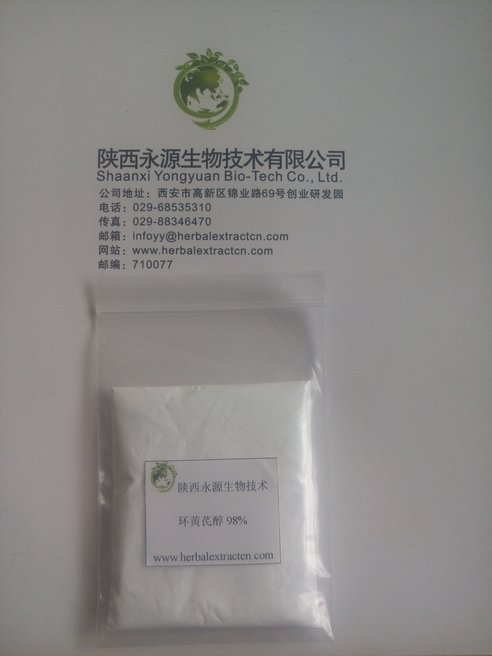 陕西永源生物技术有限公司
Shaanxi Yongyuan Bio-Tech Co., Ltd.
公司地址：西安市高新区锦业路69号创业研发园
电话：029-68535310
传真：029-88346470
邮箱：infoyy@herbalextractcn.com
网站：www.herbalextractcn.com
邮编：710077
陕西永源生物技术
环黄芪醇 98%
www.herbalextractcn.com